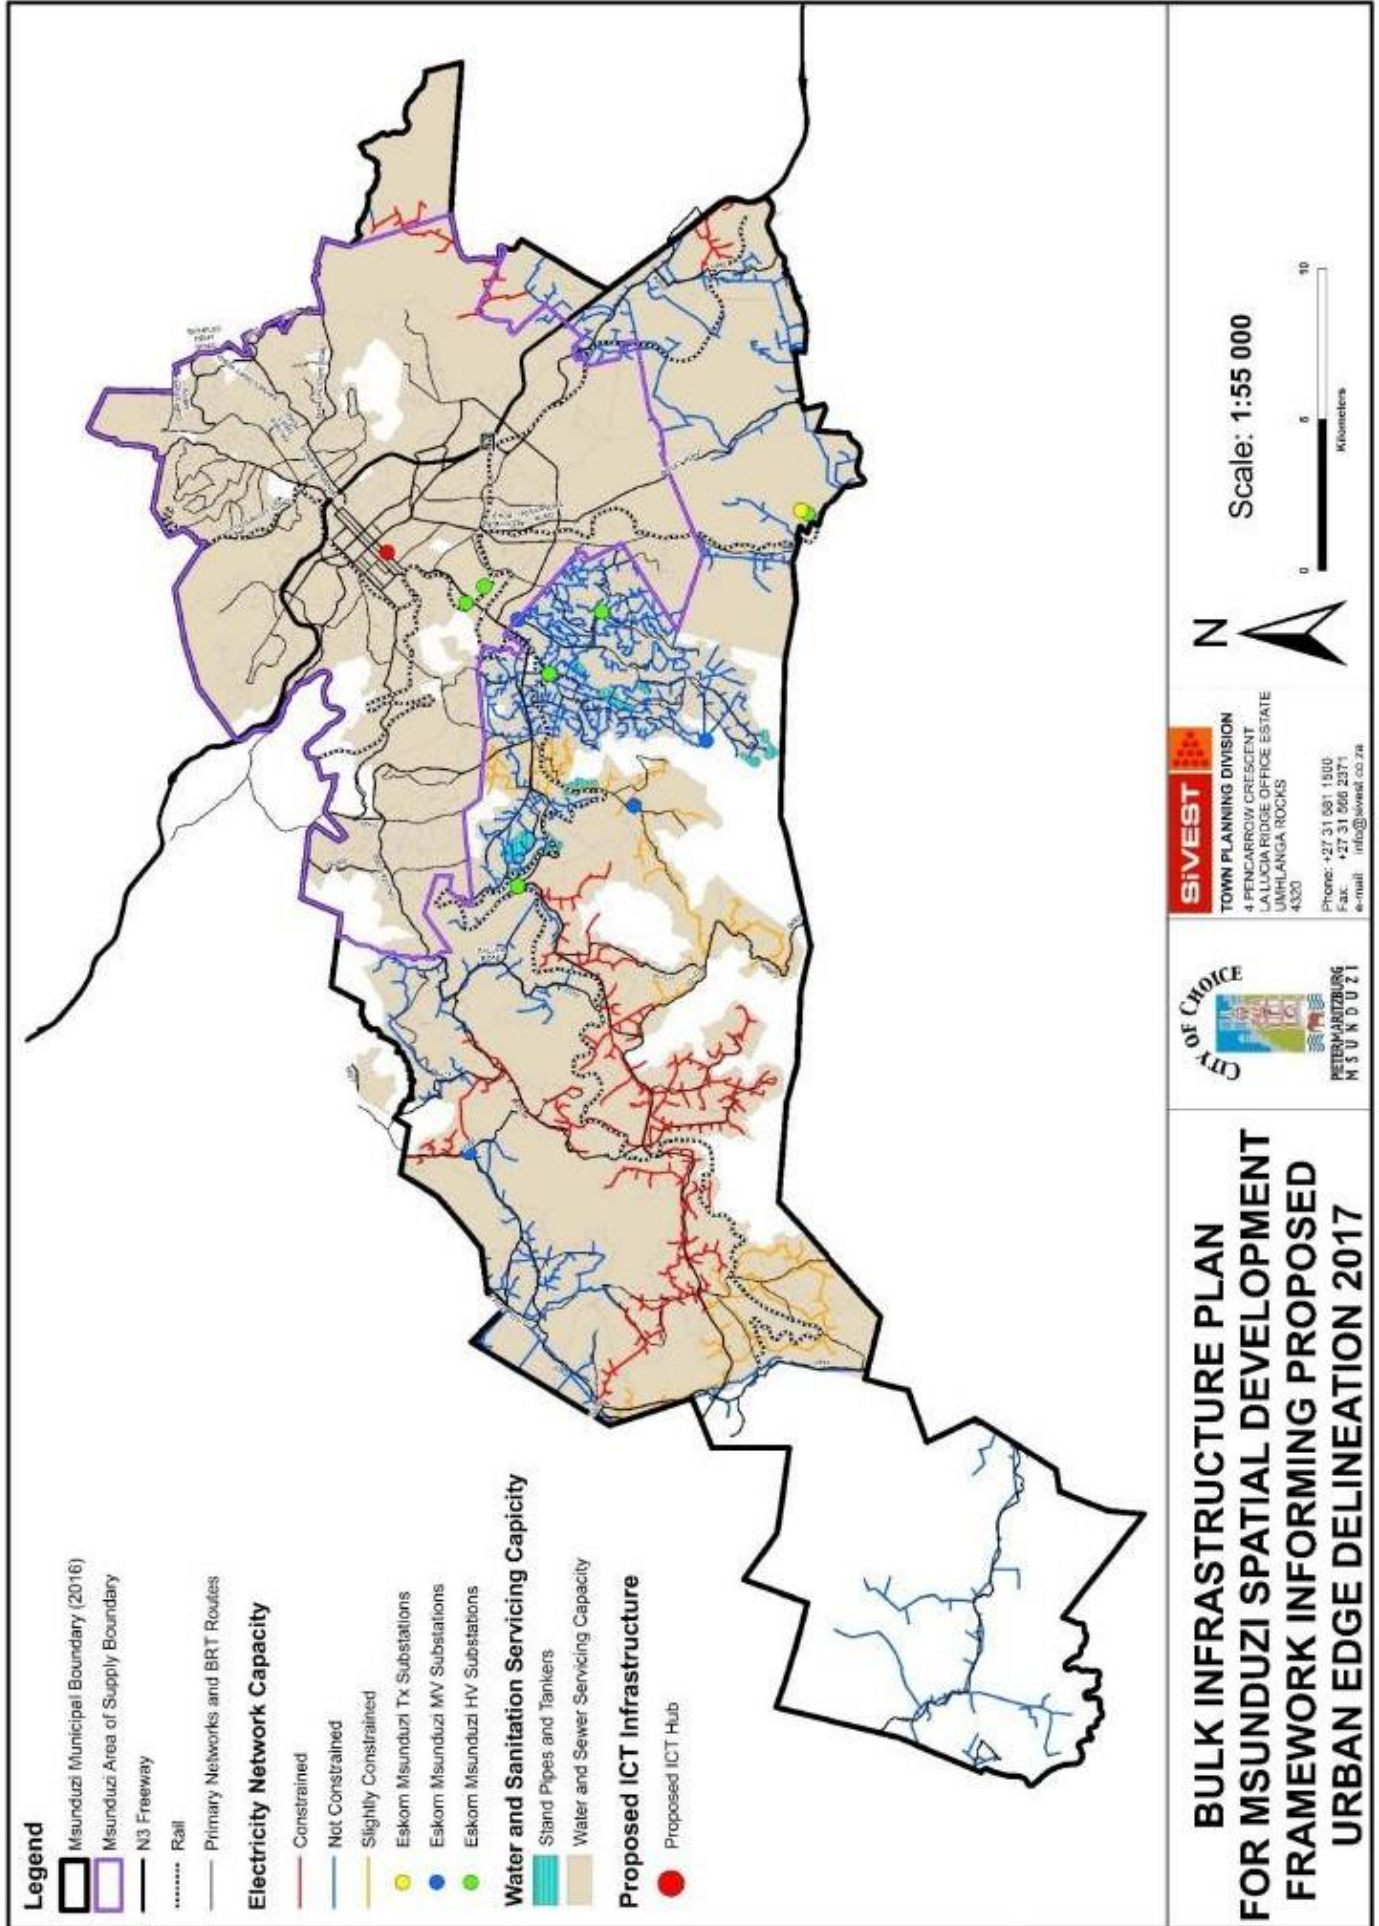 Legend
Msunduzi Municipal Boundary (2016)
Msunduzi Area of Supply Boundary
N3 Freeway
Rail
Primary Networks and BRT Routes
Electricity Network Capacity
Constrained
Not Constrained
Slightly Constrained
Eskom Msunduzi Tx Substations
Eskom Msunduzi MV Substations
Eskom Msunduzi HV Substations
Water and Sanitation Servicing Capicity
Stand Pipes and Tankers
Water and Sewer Servicing Capacity
Proposed ICT Infrastructure
Proposed ICT Hub
BULK INFRASTRUCTURE PLAN
FOR MSUNDUZI SPATIAL DEVELOPMENT
FRAMEWORK INFORMING PROPOSED
URBAN EDGE DELINEATION 2017
CITY OF CHOICE
PIETERMARITZBURG
MSUNDUZI
SiVEST
TOWN PLANNING DIVISION
4 PENCARROW CRESCENT
LA LUCIA RIDGE OFFICE ESTATE
UMHLANGA ROCKS
4320
Phone: +27 31 581 1500
Fax: +27 31 566 2371
e-mail: info@sivest.co.za
N
Scale: 1:55 000
0 5 10
Kilometers